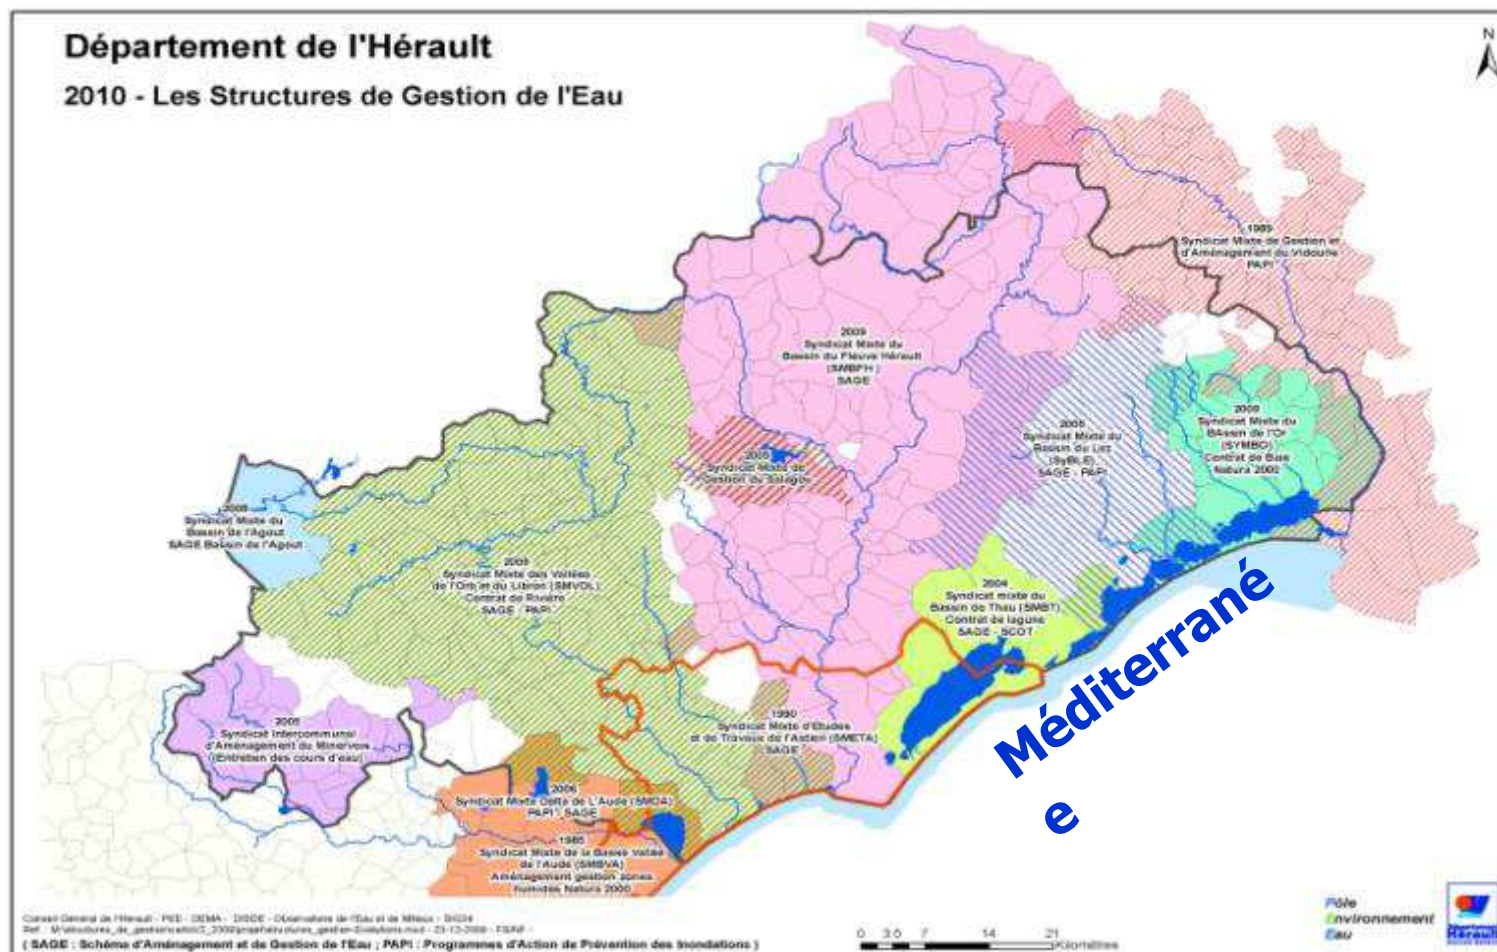 Département de l'Hérault
2010 - Les Structures de Gestion de l'Eau
N
1989
Syndicat Mixte de Gestion et
d'Aménagement du Vidourle
PAPI
2009
Syndicat Mixte du
Bassin du Fleuve Hérault
(SMBFH)
SAGE
2009
Syndicat Mixte du
BAssin de l'Or
(SYMBO)
Contrat de Baie
Natura 2000
Syndicat Mixte du
Bassin du Lez
(SyBLE)
SAGE - PAPI
Syndicat Mixte de
Gestion du Salagou
Syndicat Mixte du
Bassin de l'Agout
SAGE Bassin de l'Agout
Syndicat Mixte des Vallées
de l'Orb et du Libron (SMVOL)
Contrat de Rivière
SAGE - PAPI
Syndicat mixte du
Bassin de Thau (SMBT)
Contrat de lagune
SAGE - SCOT
Méditerrané
e
2005
Syndicat Intercommunal
d'Aménagement du Minervois
(Entretien des cours d'eau)
1990
Syndicat Mixte d'Etudes
et de Travaux de l'Astien (SMETA)
SAGE
2006
Syndicat Mixte Delta de L'Aude (SMDA)
PAPI - SAGE
1985
Syndicat Mixte de la Basse Vallée
de l'Aude (SMBVA)
Aménagement gestion zones
humides Natura 2000
Conseil Général de l'Hérault
( SAGE : Schéma d'Aménagement et de Gestion de l'Eau ; PAPI : Programmes d'Action de Prévention des Inondations )
0 3.5 7 14 21
Kilomètres
Pôle
Environnement
Eau
Hérault